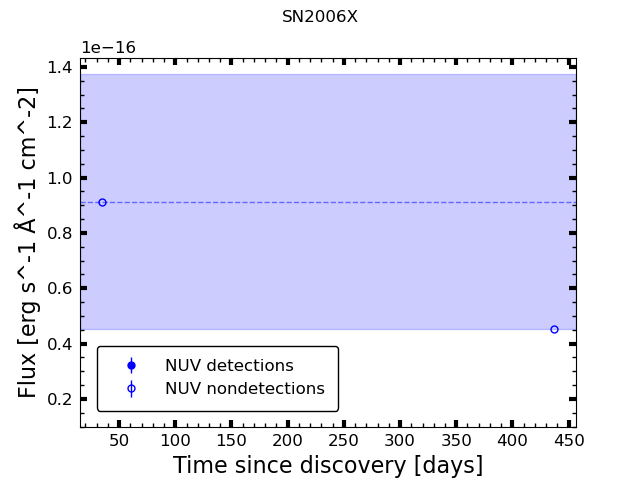 SN2006X
1e−16
1.4
1.2
1.0
0.8
0.6
0.4
0.2
Flux [erg s^-1 Å^-1 cm^-2]
NUV detections
NUV nondetections
50 100 150 200 250 300 350 400 450
Time since discovery [days]